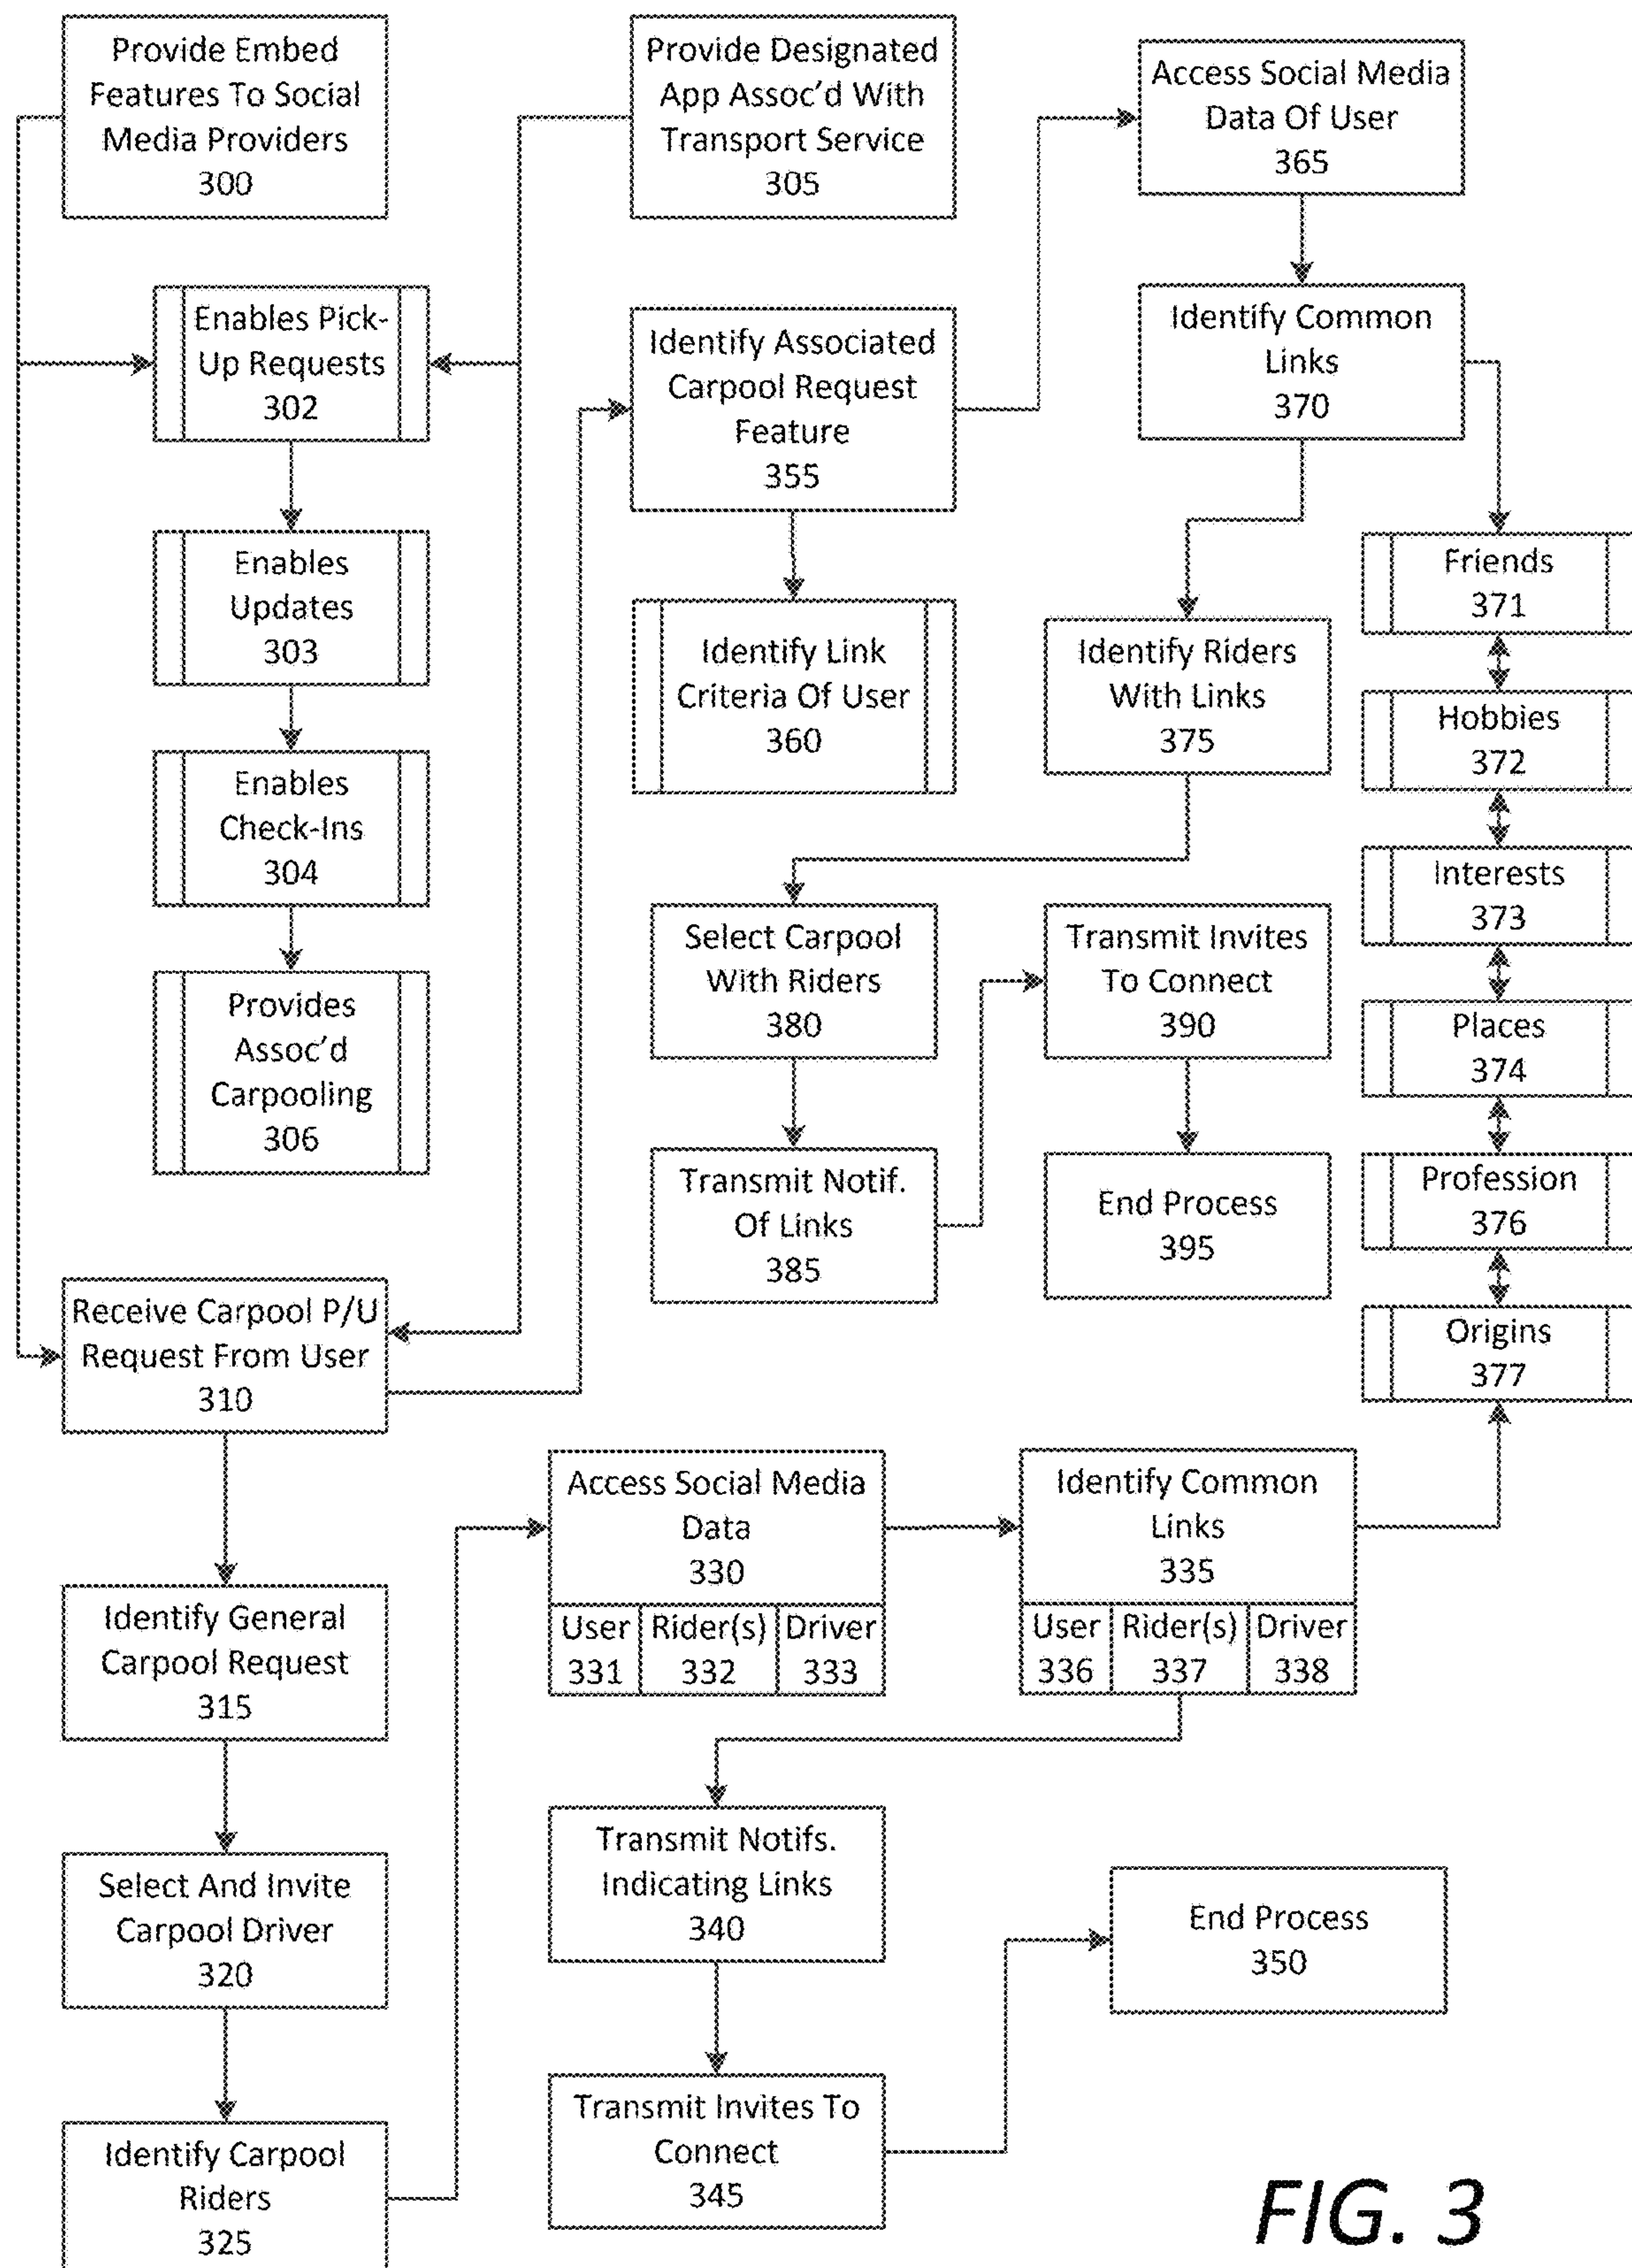 Provide Embed
Features To Social
Media Providers
300
Provide Designated
App Assoc’d With
Transport Service
305
Access Social Media
Data Of User
365
Enables Pick-
Up Requests
302
Identify Associated
Carpool Request
Feature
355
Identify Common
Links
370
Enables
Updates
303
Identify Link
Criteria Of User
360
Identify Riders
With Links
375
Friends
371
Hobbies
372
Enables
Check-Ins
304
Interests
373
Select Carpool
With Riders
380
Transmit Invites
To Connect
390
Places
374
Provides
Assoc’d
Carpooling
306
Transmit Notif.
Of Links
385
End Process
395
Profession
376
Origins
377
Receive Carpool P/U
Request From User
310
Access Social Media
Data
330
User
331
Rider(s)
332
Driver
333
Identify Common
Links
335
User
336
Rider(s)
337
Driver
338
Identify General
Carpool Request
315
Select And Invite
Carpool Driver
320
Transmit Notifs.
Indicating Links
340
End Process
350
Identify Carpool
Riders
325
Transmit Invites To
Connect
345
FIG. 3